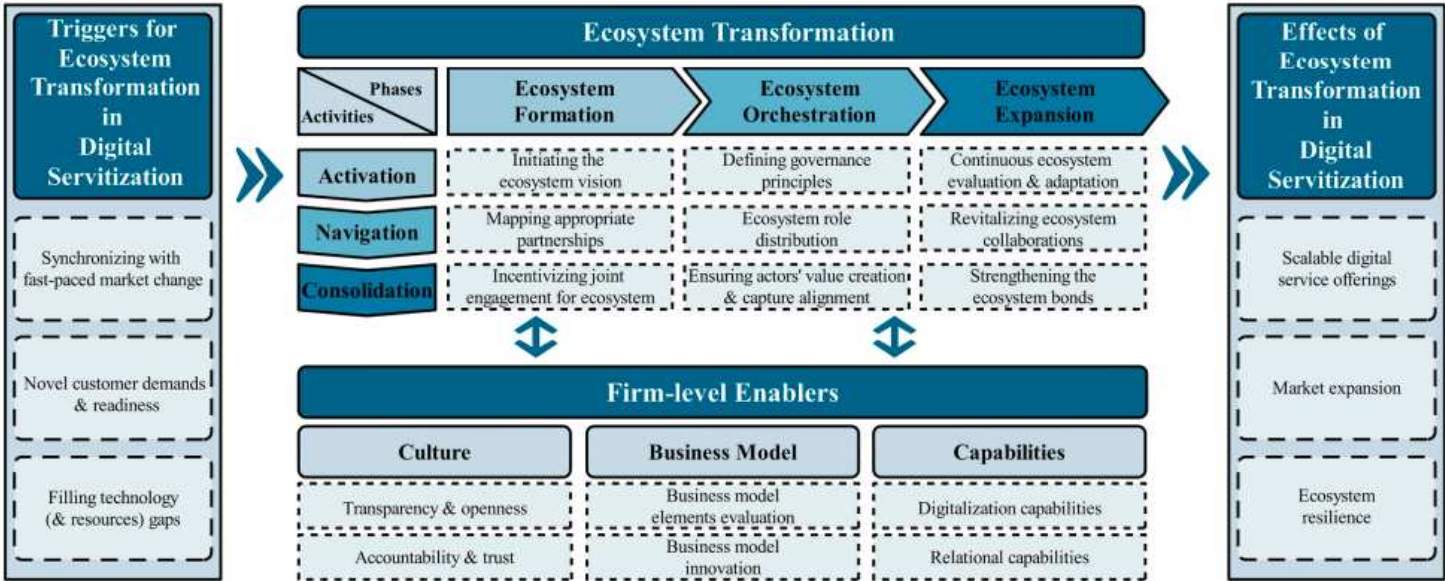 Triggers for
Ecosystem
Transformation
in
Digital
Servitization
Synchronizing with
fast-paced market change
Novel customer demands
& readiness
Filling technology
(& resources) gaps
Ecosystem Transformation
Phases
Activities
Ecosystem
Formation
Ecosystem
Orchestration
Ecosystem
Expansion
Activation
Initiating the
ecosystem vision
Defining governance
principles
Continuous ecosystem
evaluation & adaptation
Navigation
Mapping appropriate
partnerships
Ecosystem role
distribution
Revitalizing ecosystem
collaborations
Consolidation
Incentivizing joint
engagement for ecosystem
Ensuring actors' value creation
& capture alignment
Strengthening the
ecosystem bonds
Firm-level Enablers
Culture
Business Model
Capabilities
Transparency & openness
Business model
elements evaluation
Digitalization capabilities
Accountability & trust
Business model
innovation
Relational capabilities
Effects of
Ecosystem
Transformation
in
Digital
Servitization
Scalable digital
service offerings
Market expansion
Ecosystem
resilience